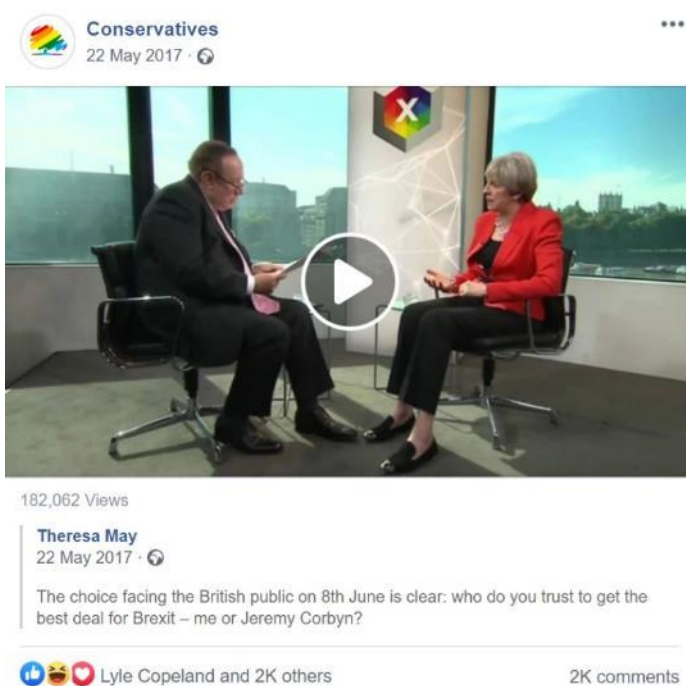 Conservatives
22 May 2017 ·
X
182,062 Views
Theresa May
22 May 2017 ·
The choice facing the British public on 8th June is clear: who do you trust to get the
best deal for Brexit – me or Jeremy Corbyn?
Lyle Copeland and 2K others
2K comments